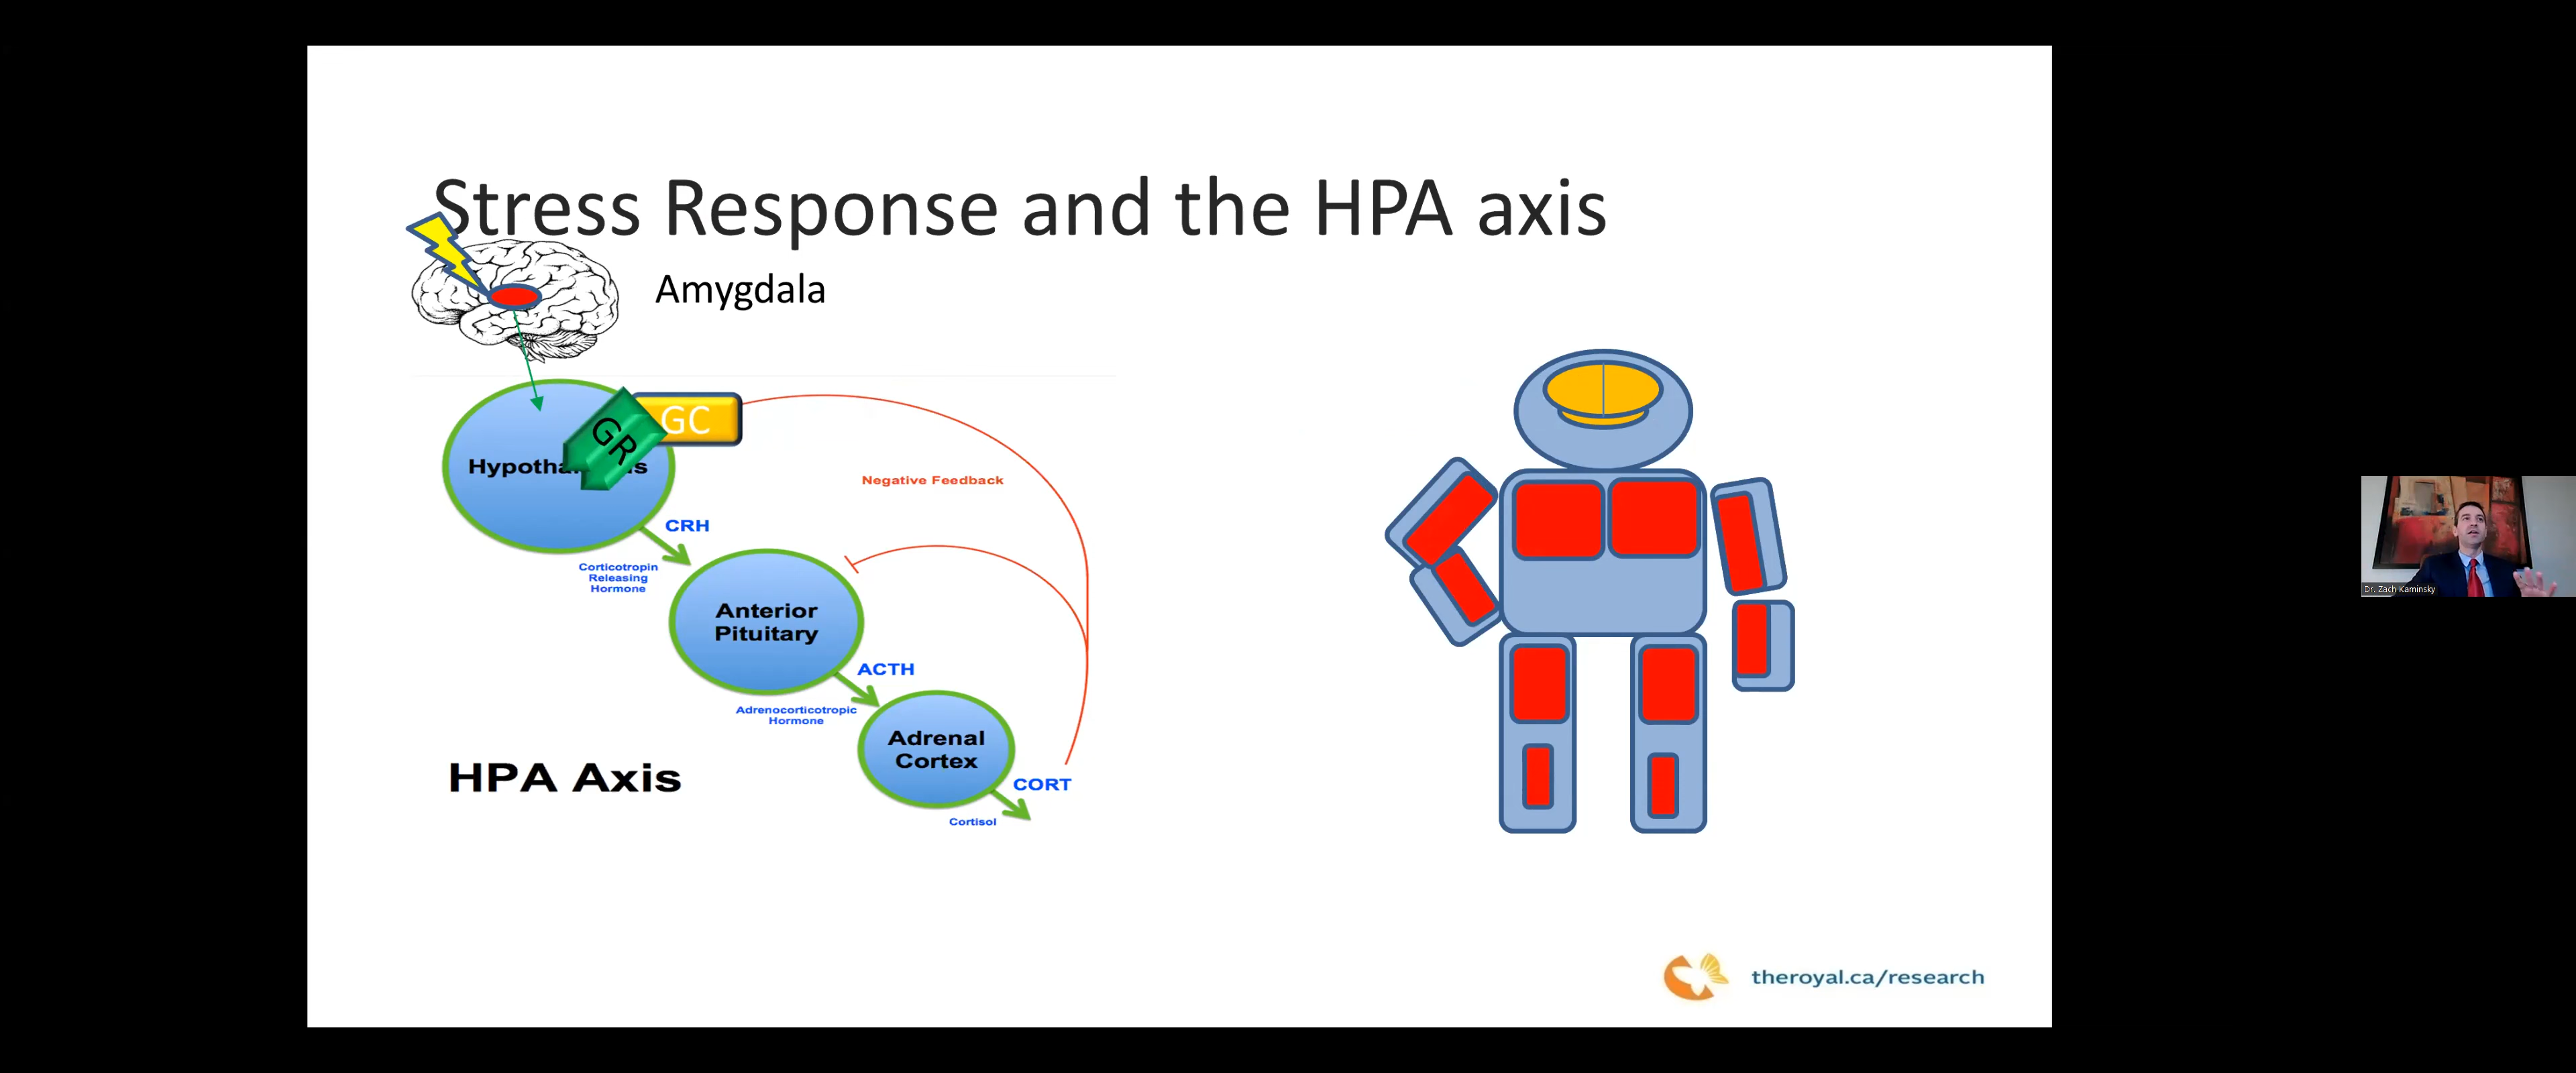 Stress Response and the HPA axis
Amygdala
GC
GR
Negative Feedback
CRH
Corticotropin
Releasing
Hormone
Anterior
Pituitary
ACTH
Adrenocorticotropic
Hormone
Adrenal
Cortex
HPA Axis
CORT
Cortisol
theroyal.ca/research
Dr. Zach Kaminsky